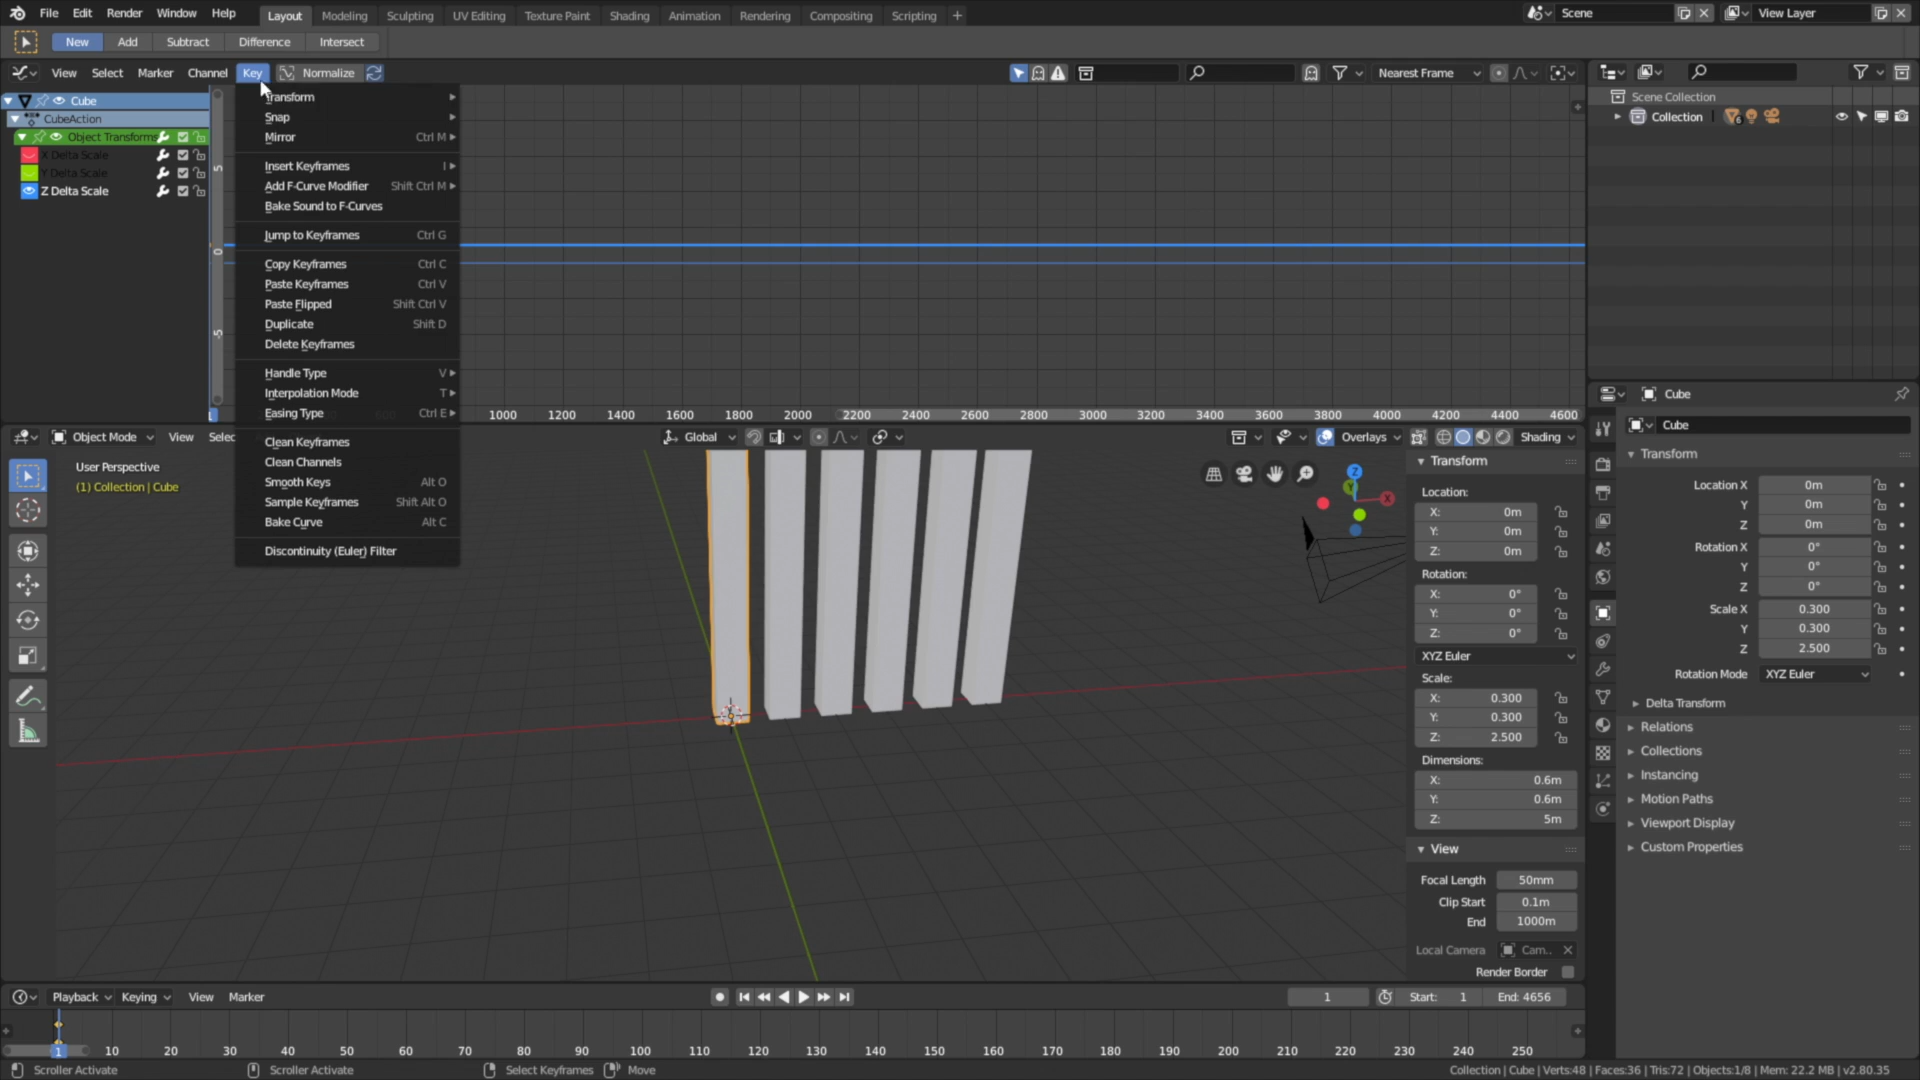 File Edit Render Window Help Layout Modeling Sculpting UV Editing Texture Paint Shading Animation Rendering Compositing Scripting + Scene View Layer
New Add Subtract Difference Intersect
View Select Marker Channel Key Normalize Nearest Frame
Cube
CubeAction
Object Transforms
X Delta Scale
Y Delta Scale
Z Delta Scale
Transform
Snap
Mirror Ctrl M
Insert Keyframes I
Add F-Curve Modifier Shift Ctrl M
Bake Sound to F-Curves
Jump to Keyframes Ctrl G
Copy Keyframes Ctrl C
Paste Keyframes Ctrl V
Paste Flipped Shift Ctrl V
Duplicate Shift D
Delete Keyframes
Handle Type V
Interpolation Mode T
Easing Type Ctrl E
Clean Keyframes
Clean Channels
Smooth Keys Alt O
Sample Keyframes Shift Alt O
Bake Curve Alt C
Discontinuity (Euler) Filter
5
0
-5
1 1000 1200 1400 1600 1800 2000 2200 2400 2600 2800 3000 3200 3400 3600 3800 4000 4200 4400 4600
Scene Collection
Collection 6
Object Mode View Selec Global Overlays Shading
User Perspective
(1) Collection | Cube
Z
Y
X
Transform
Location:
X: 0m
Y: 0m
Z: 0m
Rotation:
X: 0°
Y: 0°
Z: 0°
XYZ Euler
Scale:
X: 0.300
Y: 0.300
Z: 2.500
Dimensions:
X: 0.6m
Y: 0.6m
Z: 5m
View
Focal Length 50mm
Clip Start 0.1m
End 1000m
Local Camera Cam..
Render Border
Cube
Cube
Transform
Location X 0m
Y 0m
Z 0m
Rotation X 0°
Y 0°
Z 0°
Scale X 0.300
Y 0.300
Z 2.500
Rotation Mode XYZ Euler
Delta Transform
Relations
Collections
Instancing
Motion Paths
Viewport Display
Custom Properties
Playback Keying View Marker 1 Start: 1 End: 4656
1 10 20 30 40 50 60 70 80 90 100 110 120 130 140 150 160 170 180 190 200 210 220 230 240 250
Scroller Activate Scroller Activate Select Keyframes Move Collection | Cube | Verts:48 | Faces:36 | Tris:72 | Objects:1/8 | Mem: 22.2 MB | v2.80.35